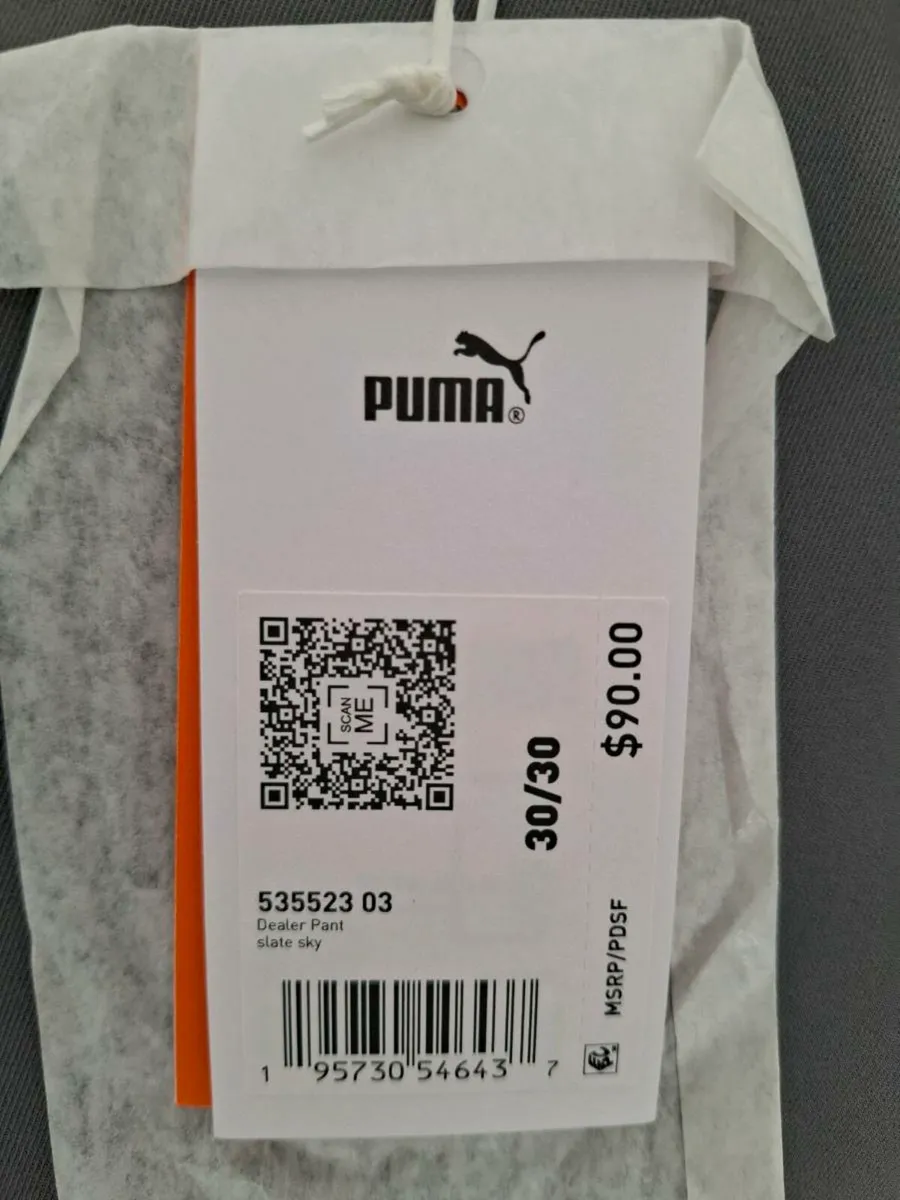 PUMA®
SCAN
ME
30/30
$90.00
MSRP/PDSF
535523 03
Dealer Pant
slate sky
1 95730 54643 7